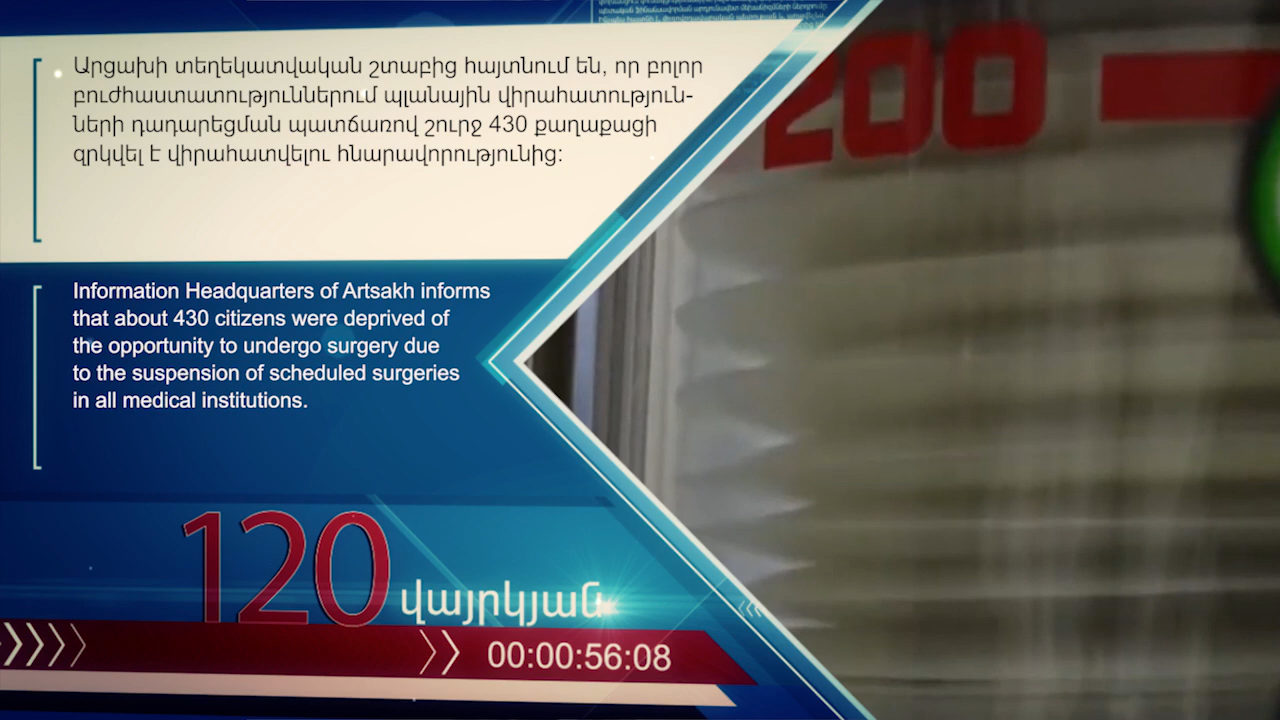 Արցախի տեղեկատվական շտաբից հայտնում են, որ բոլոր
բուժհաստատություններում պլանային վիրահատություն-
ների դադարեցման պատճառով շուրջ 430 քաղաքացի
զրկվել է վիրահատվելու հնարավորությունից:
200
Information Headquarters of Artsakh informs
that about 430 citizens were deprived of
the opportunity to undergo surgery due
to the suspension of scheduled surgeries
in all medical institutions.
120 վայրկյան
00:00:56:08